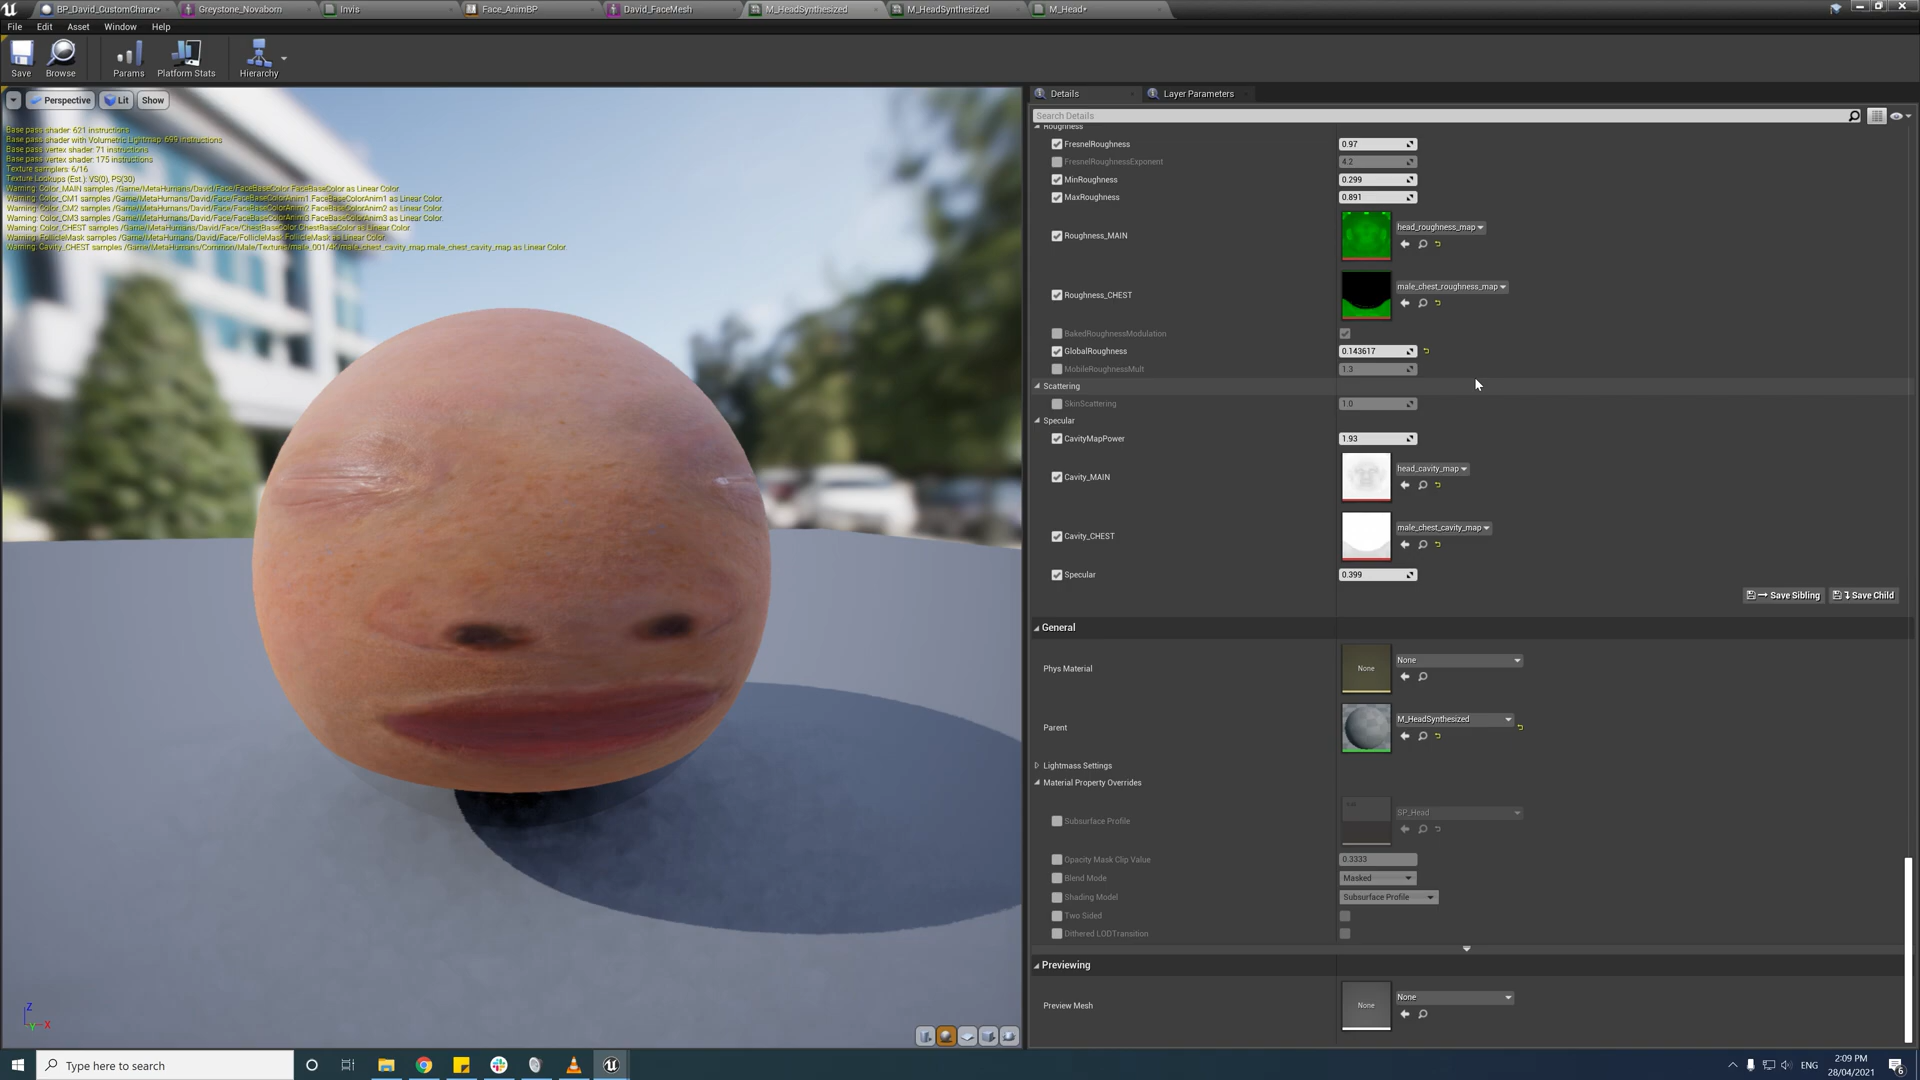 BP_David_CustomCharac•
Greystone_Novaborn
Invis
Face_AnimBP
David_FaceMesh
M_HeadSynthesized
M_HeadSynthesized
M_Head•
File Edit Asset Window Help
Save Browse Params Platform Stats Hierarchy
Perspective Lit Show
Base pass shader: 621 instructions
Base pass shader with Volumetric Lightmap: 699 instructions
Base pass vertex shader: 71 instructions
Base pass vertex shader: 175 instructions
Texture samplers: 6/16
Texture Lookups (Est.): VS(0), PS(30)
Warning: Color_MAIN samples /Game/MetaHumans/David/Face/FaceBaseColor.FaceBaseColor as Linear Color.
Warning: Color_CM1 samples /Game/MetaHumans/David/Face/FaceBaseColorAnim1.FaceBaseColorAnim1 as Linear Color.
Warning: Color_CM2 samples /Game/MetaHumans/David/Face/FaceBaseColorAnim2.FaceBaseColorAnim2 as Linear Color.
Warning: Color_CM3 samples /Game/MetaHumans/David/Face/FaceBaseColorAnim3.FaceBaseColorAnim3 as Linear Color.
Warning: Color_CHEST samples /Game/MetaHumans/David/Face/ChestBaseColor.ChestBaseColor as Linear Color
Warning: FollicleMask samples /Game/MetaHumans/David/Face/FollicleMask.FollicleMask as Linear Color.
Warning: Cavity_CHEST samples /Game/MetaHumans/Common/Male/Textures/male_001/4K/male_chest_cavity_map.male_chest_cavity_map as Linear Color.
Z
Y X
Details
Layer Parameters
Search Details
Roughness
FresnelRoughness 0.97
FresnelRoughnessExponent 4.2
MinRoughness 0.299
MaxRoughness 0.891
Roughness_MAIN head_roughness_map
Roughness_CHEST male_chest_roughness_map
BakedRoughnessModulation
GlobalRoughness 0.143617
MobileRoughnessMult 1.3
Scattering
SkinScattering 1.0
Specular
CavityMapPower 1.93
Cavity_MAIN head_cavity_map
Cavity_CHEST male_chest_cavity_map
Specular 0.399
Save Sibling Save Child
General
Phys Material None None
Parent M_HeadSynthesized
Lightmass Settings
Material Property Overrides
Subsurface Profile SP_Head
Opacity Mask Clip Value 0.3333
Blend Mode Masked
Shading Model Subsurface Profile
Two Sided
Dithered LODTransition
Previewing
Preview Mesh None None
Type here to search
ENG
2:09 PM
28/04/2021
6